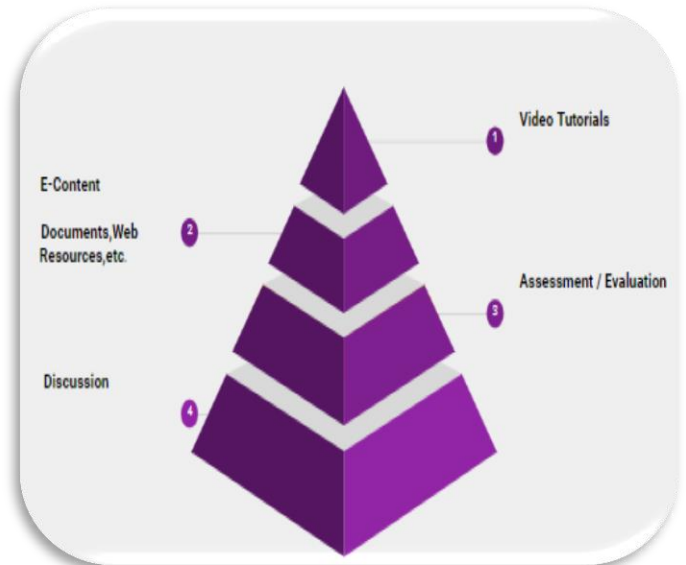 Video Tutorials
1
E-Content
Documents,Web
Resources,etc.
2
Assessment / Evaluation
3
Discussion
4